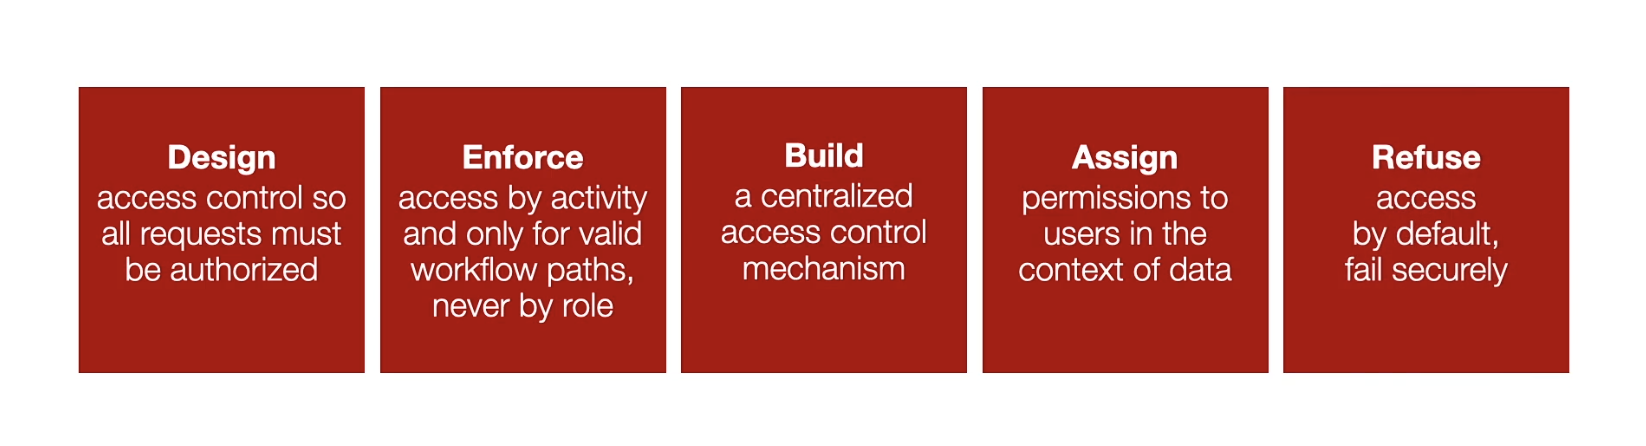 Design
access control so
all requests must
be authorized
Enforce
access by activity
and only for valid
workflow paths,
never by role
Build
a centralized
access control
mechanism
Assign
permissions to
users in the
context of data
Refuse
access
by default,
fail securely